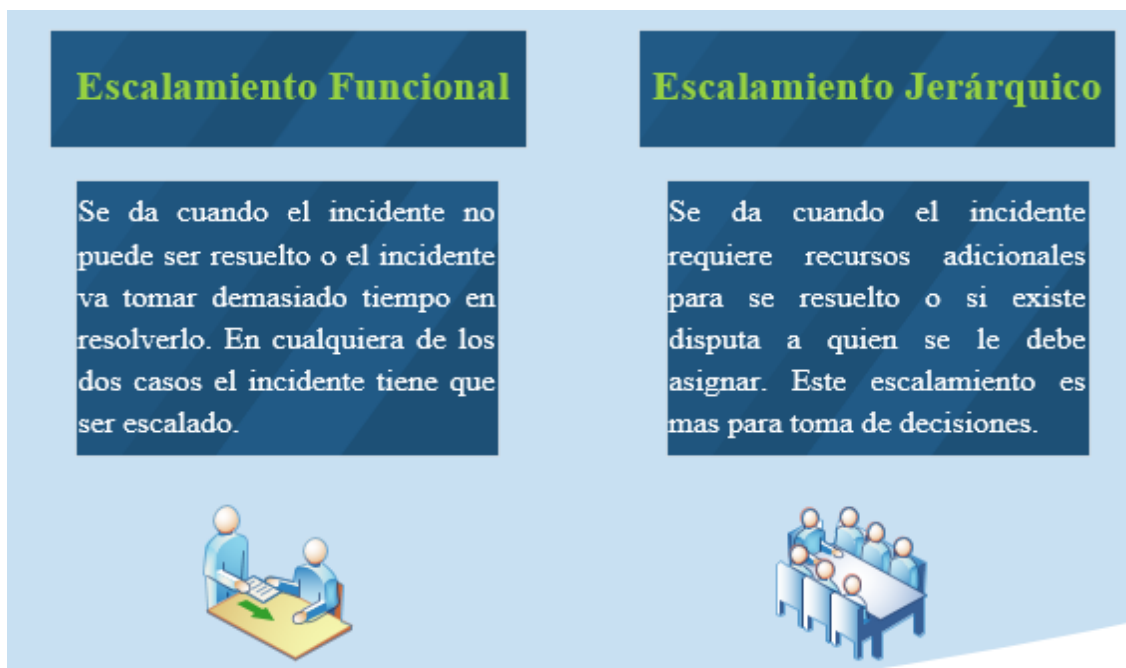 Escalamiento Funcional
Se da cuando el incidente no
puede ser resuelto o el incidente
va tomar demasiado tiempo en
resolverlo. En cualquiera de los
dos casos el incidente tiene que
ser escalado.
Escalamiento Jerárquico
Se da cuando el incidente
requiere recursos adicionales
para se resuelto o si existe
disputa a quien se le debe
asignar. Este escalamiento es
mas para toma de decisiones.